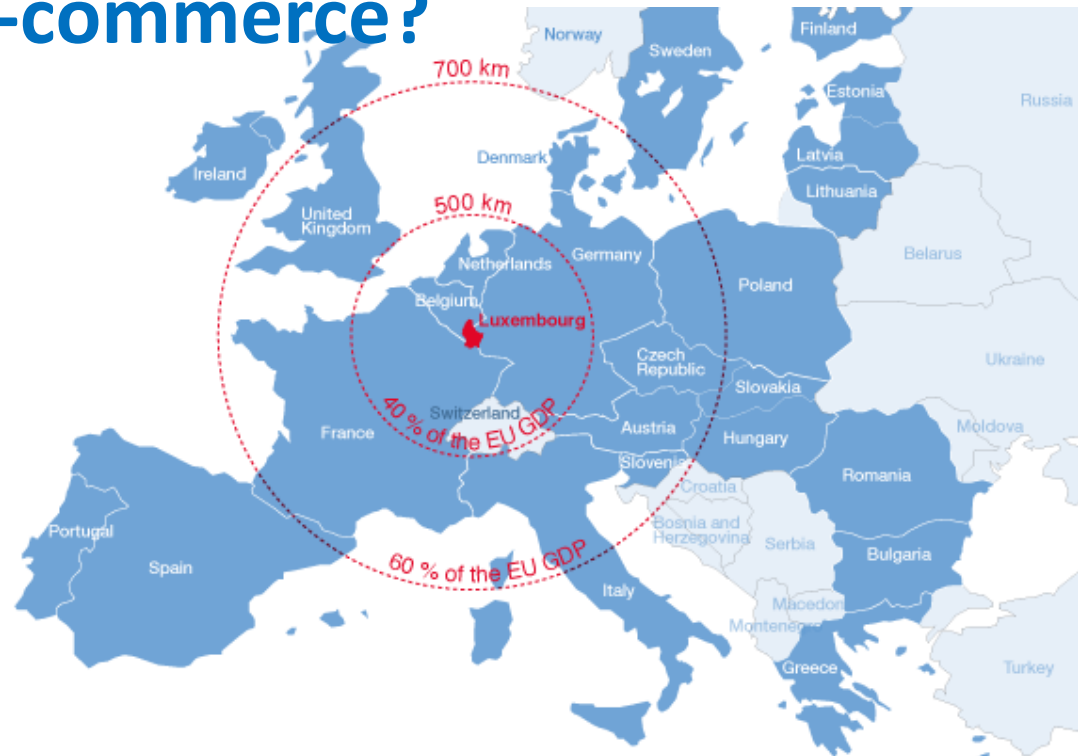 -commerce?
Norway
Finland
Sweden
700 km
Estonia
Russia
Denmark
Latvia
Ireland
Lithuania
500 km
United
Kingdom
Netherlands
Germany
Belarus
Poland
Belgium
Luxembourg
Czech
Republic
Ukraine
Slovakia
Switzerland
40 % of the EU GDP
France
Austria
Hungary
Moldova
Slovenia
Romania
Croatia
Portugal
Bosnia and
Herzegovina
Serbia
Bulgaria
Spain
60 % of the EU GDP
Italy
Macedon
Montenegro
Greece
Turkey